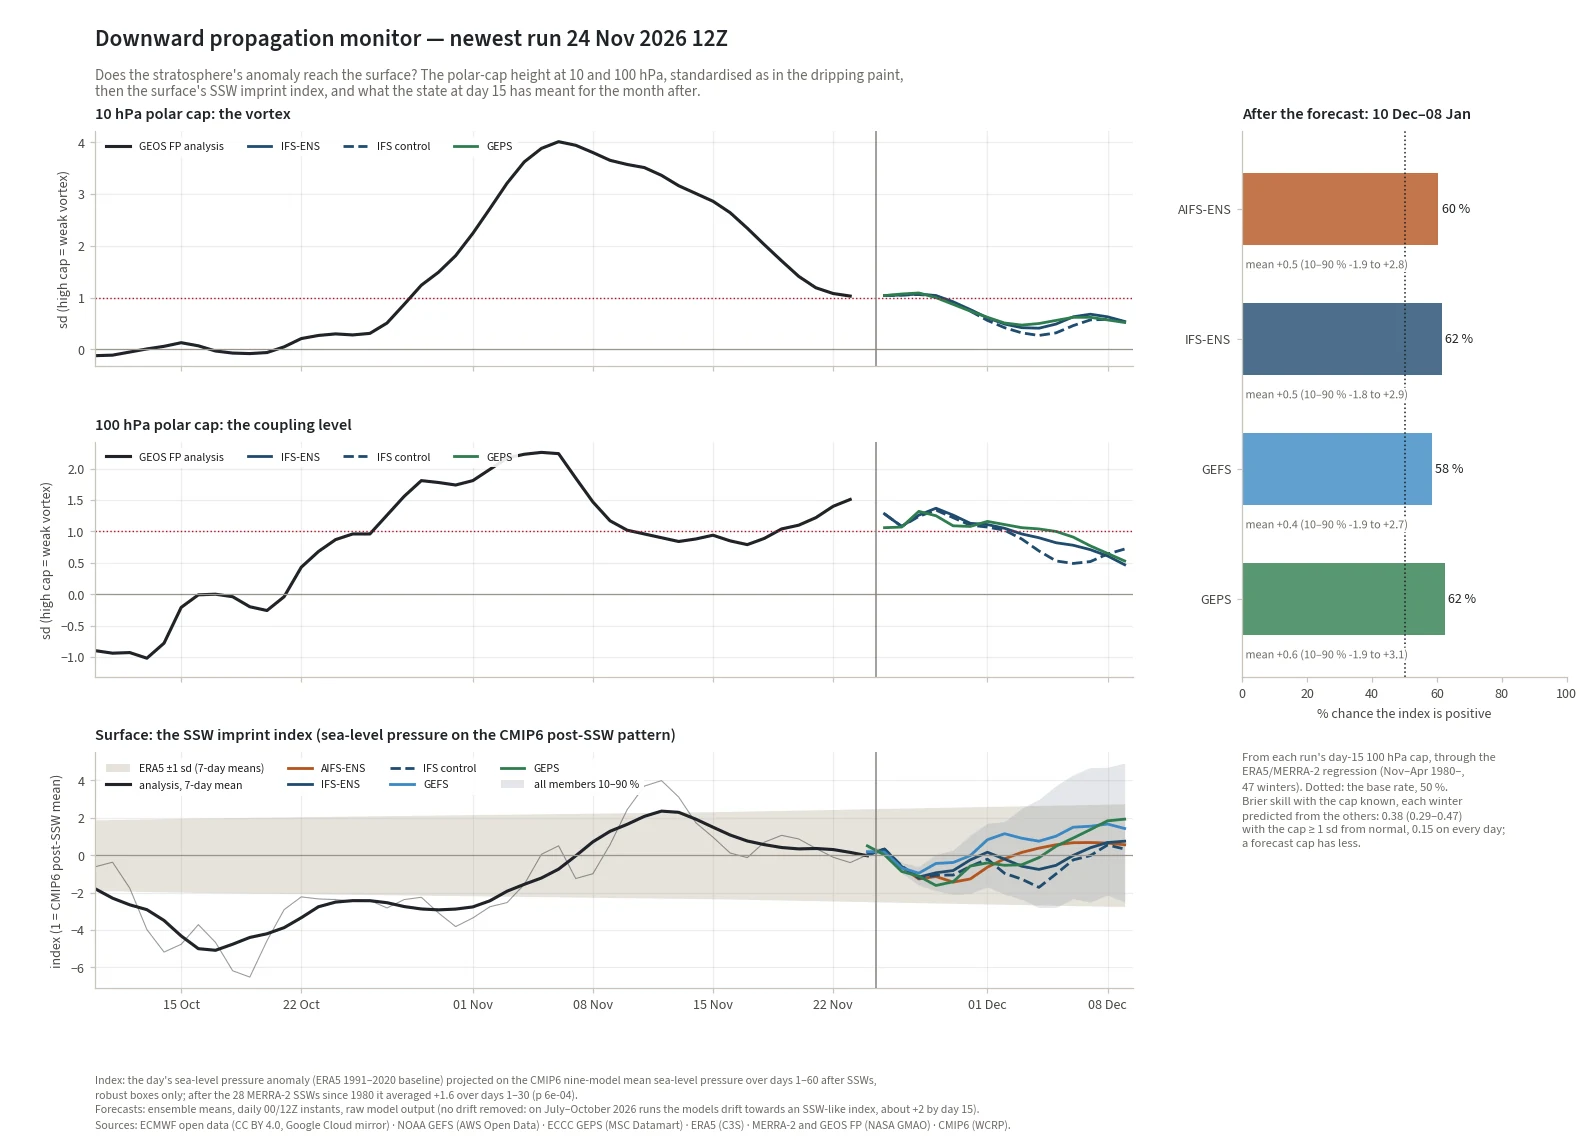 Downward propagation monitor — newest run 24 Nov 2026 12Z
Does the stratosphere's anomaly reach the surface? The polar-cap height at 10 and 100 hPa, standardised as in the dripping paint,
then the surface's SSW imprint index, and what the state at day 15 has meant for the month after.
10 hPa polar cap: the vortex
GEOS FP analysis
IFS-ENS
IFS control
GEPS
sd (high cap = weak vortex)
4
3
2
1
0
100 hPa polar cap: the coupling level
GEOS FP analysis
IFS-ENS
IFS control
GEPS
sd (high cap = weak vortex)
2.0
1.5
1.0
0.5
0.0
−0.5
−1.0
Surface: the SSW imprint index (sea-level pressure on the CMIP6 post-SSW pattern)
ERA5 ±1 sd (7-day means)
AIFS-ENS
IFS control
GEPS
analysis, 7-day mean
IFS-ENS
GEFS
all members 10–90 %
index (1 = CMIP6 post-SSW mean)
4
2
0
−2
−4
−6
15 Oct
22 Oct
01 Nov
08 Nov
15 Nov
22 Nov
01 Dec
08 Dec
After the forecast: 10 Dec–08 Jan
AIFS-ENS
60 %
mean +0.5 (10–90 % -1.9 to +2.8)
IFS-ENS
62 %
mean +0.5 (10–90 % -1.8 to +2.9)
GEFS
58 %
mean +0.4 (10–90 % -1.9 to +2.7)
GEPS
62 %
mean +0.6 (10–90 % -1.9 to +3.1)
0
20
40
60
80
100
% chance the index is positive
From each run's day-15 100 hPa cap, through the
ERA5/MERRA-2 regression (Nov–Apr 1980–,
47 winters). Dotted: the base rate, 50 %.
Brier skill with the cap known, each winter
predicted from the others: 0.38 (0.29–0.47)
with the cap ≥ 1 sd from normal, 0.15 on every day;
a forecast cap has less.
Index: the day's sea-level pressure anomaly (ERA5 1991–2020 baseline) projected on the CMIP6 nine-model mean sea-level pressure over days 1–60 after SSWs,
robust boxes only; after the 28 MERRA-2 SSWs since 1980 it averaged +1.6 over days 1–30 (p 6e-04).
Forecasts: ensemble means, daily 00/12Z instants, raw model output (no drift removed: on July–October 2026 runs the models drift towards an SSW-like index, about +2 by day 15).
Sources: ECMWF open data (CC BY 4.0, Google Cloud mirror) · NOAA GEFS (AWS Open Data) · ECCC GEPS (MSC Datamart) · ERA5 (C3S) · MERRA-2 and GEOS FP (NASA GMAO) · CMIP6 (WCRP).